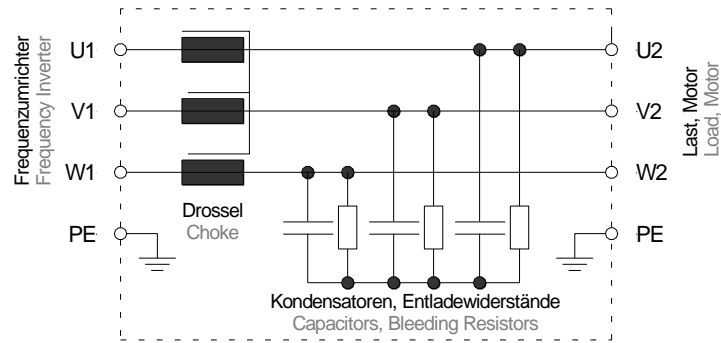 Frequenzumrichter
Frequency Inverter
U1
V1
W1
PE
Drossel
Choke
Kondensatoren, Entladewiderstände
Capacitors, Bleeding Resistors
U2
V2
W2
PE
Last, Motor
Load, Motor